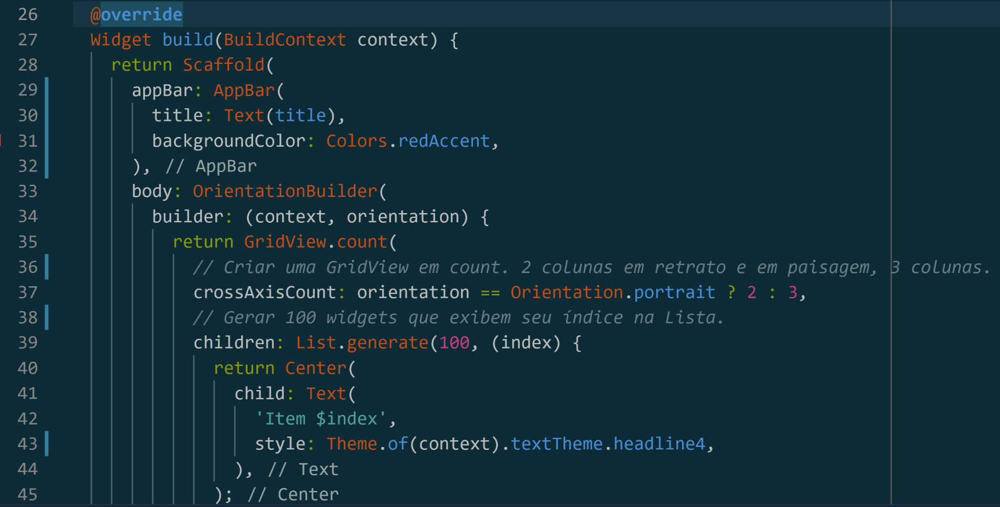 26 @override
27 Widget build(BuildContext context) {
28 return Scaffold(
29 appBar: AppBar(
30 title: Text(title),
31 backgroundColor: Colors.redAccent,
32 ), // AppBar
33 body: OrientationBuilder(
34 builder: (context, orientation) {
35 return GridView.count(
36 // Criar uma GridView em count. 2 colunas em retrato e em paisagem, 3 colunas.
37 crossAxisCount: orientation == Orientation.portrait ? 2 : 3,
38 // Gerar 100 widgets que exibem seu índice na Lista.
39 children: List.generate(100, (index) {
40 return Center(
41 child: Text(
42 'Item $index',
43 style: Theme.of(context).textTheme.headline4,
44 ), // Text
45 ); // Center